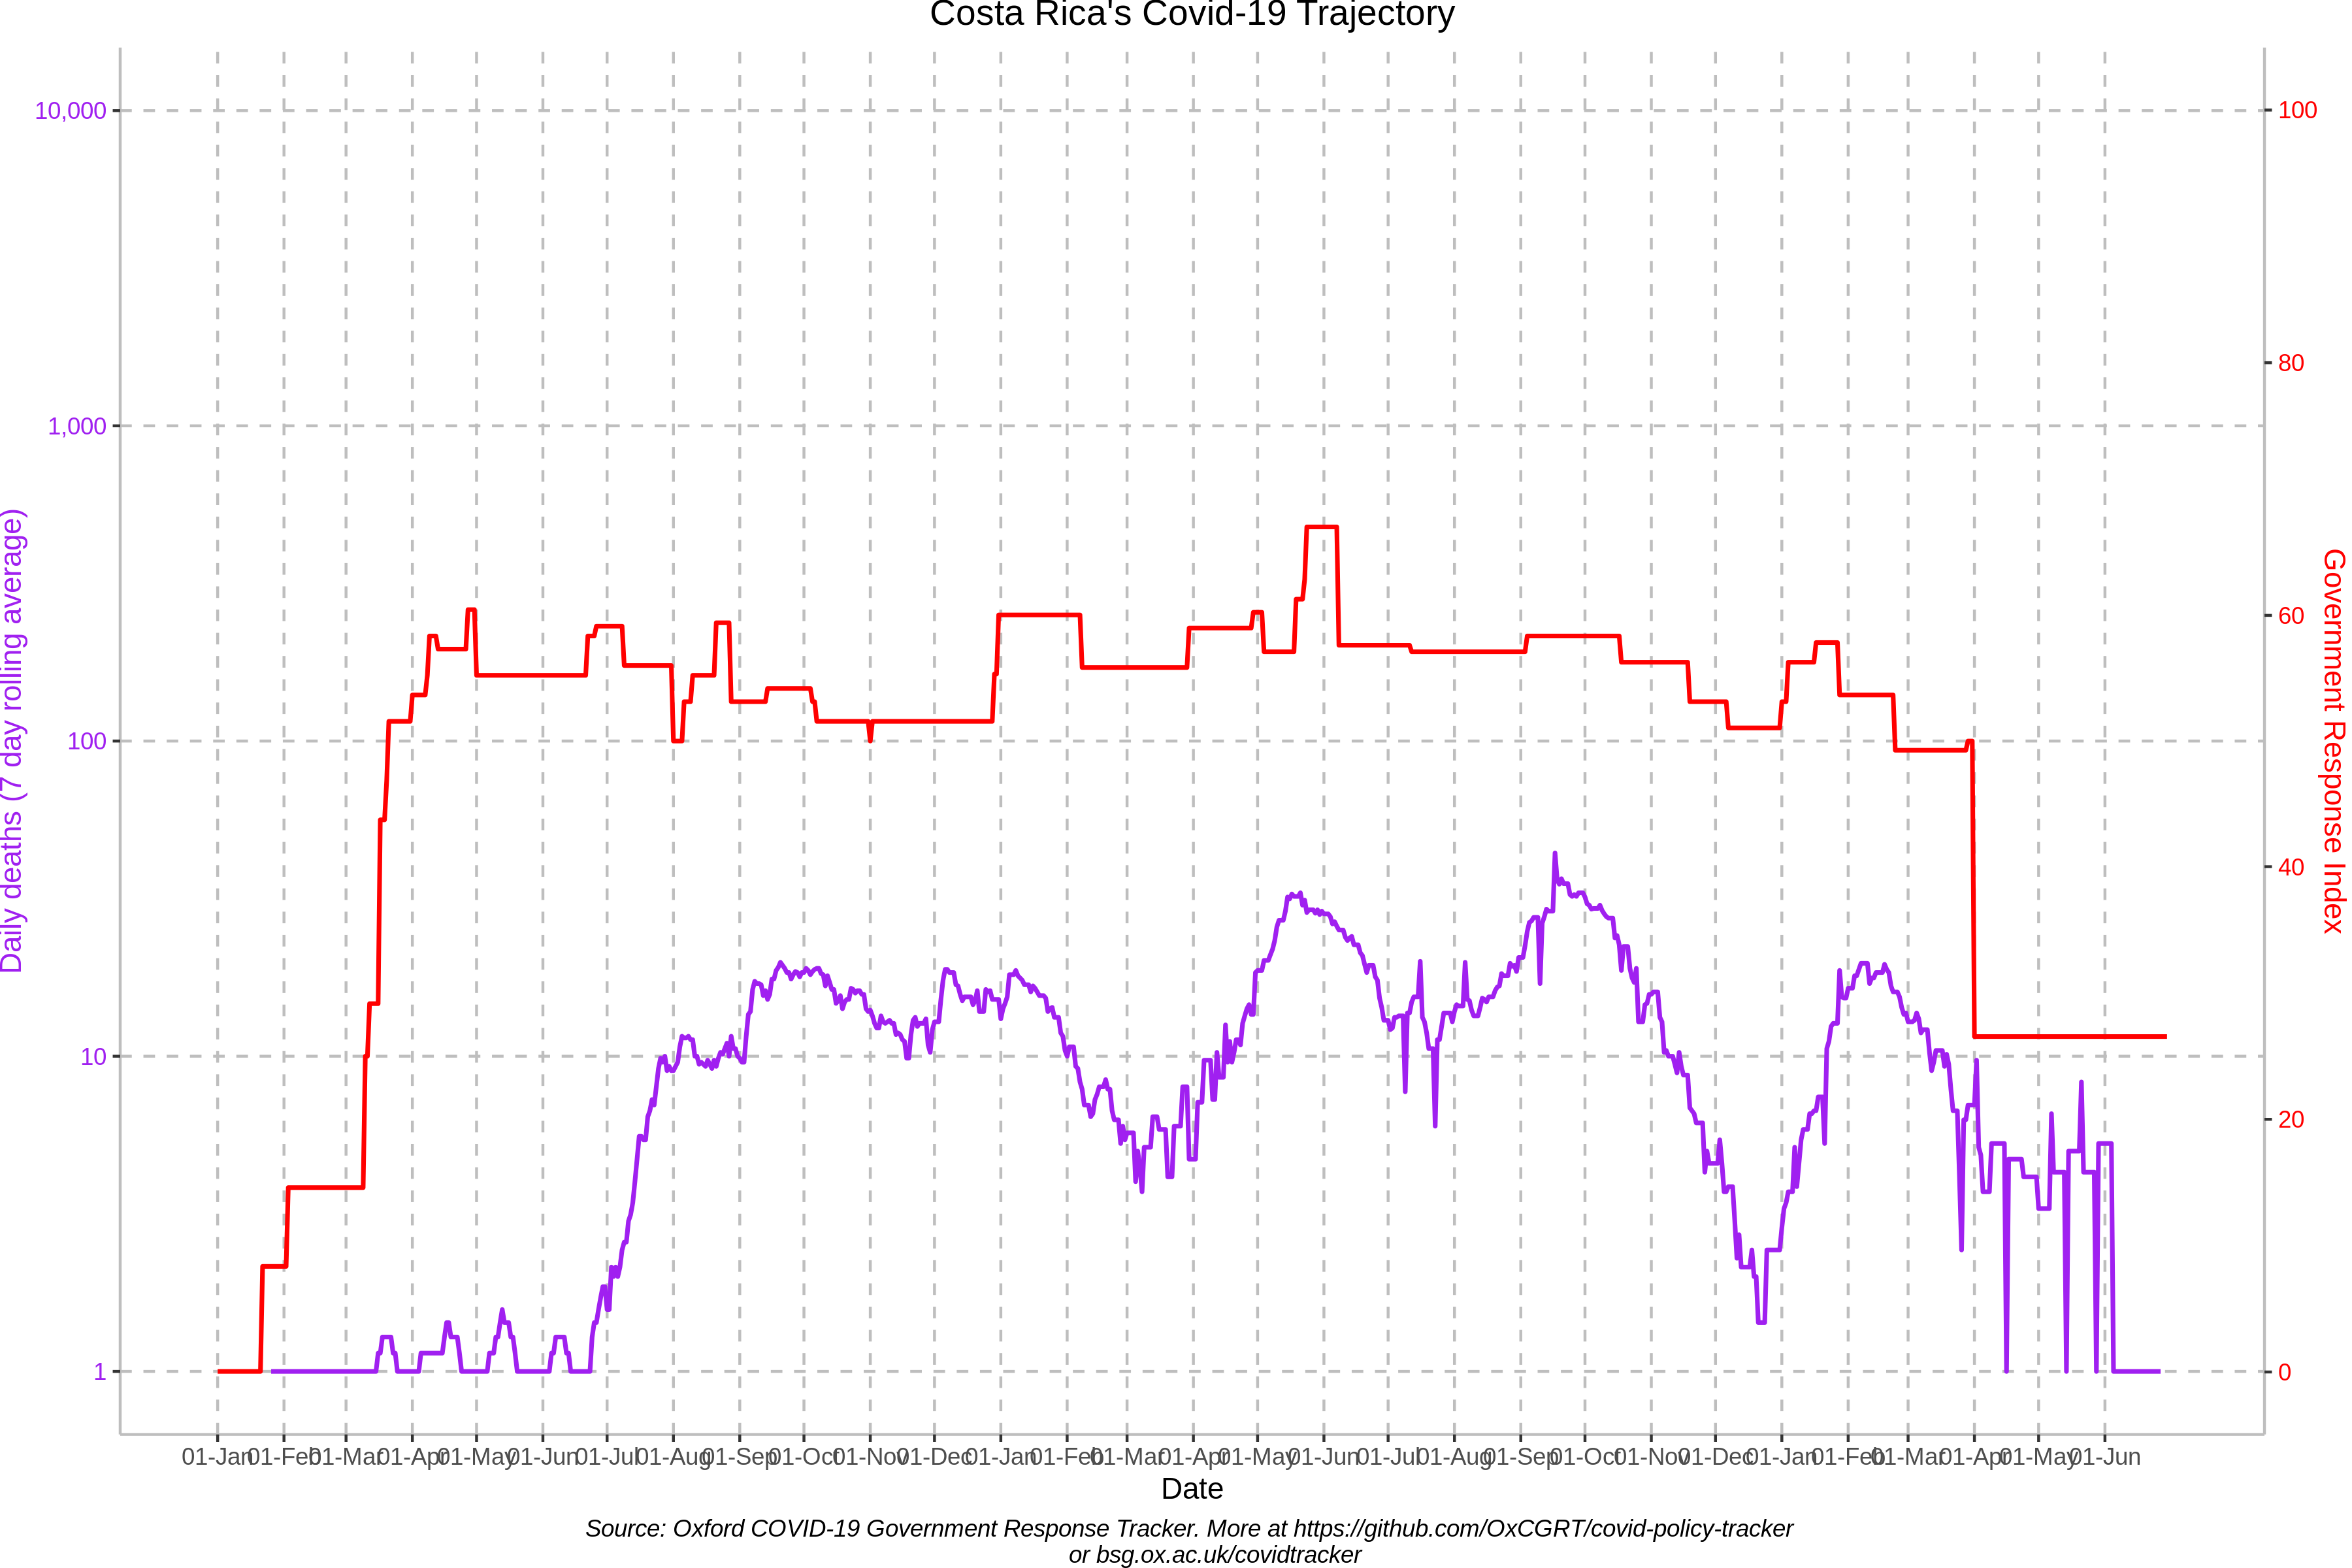 Costa Rica's Covid-19 Trajectory
10,000
1,000
100
10
1
Daily deaths (7 day rolling average)
100
80
60
40
20
0
Government Response Index
01-Jan 01-Feb 01-Mar 01-Apr 01-May 01-Jun 01-Jul 01-Aug 01-Sep 01-Oct 01-Nov 01-Dec 01-Jan 01-Feb 01-Mar 01-Apr 01-May 01-Jun 01-Jul 01-Aug 01-Sep 01-Oct 01-Nov 01-Dec 01-Jan 01-Feb 01-Mar 01-Apr 01-May 01-Jun
Date
Source: Oxford COVID-19 Government Response Tracker. More at https://github.com/OxCGRT/covid-policy-tracker
or bsg.ox.ac.uk/covidtracker